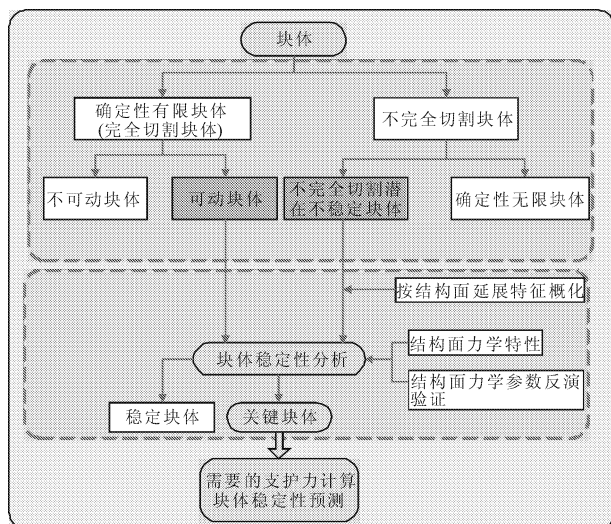 块体
确定性有限块体
(完全切割块体)
不完全切割块体
不可动块体
可动块体
不完全切割潜
在不稳定块体
确定性无限块体
按结构面延展特征概化
块体稳定性分析
结构面力学特性
结构面力学参数反演
验证
稳定块体
关键块体
需要的支护力计算
块体稳定性预测